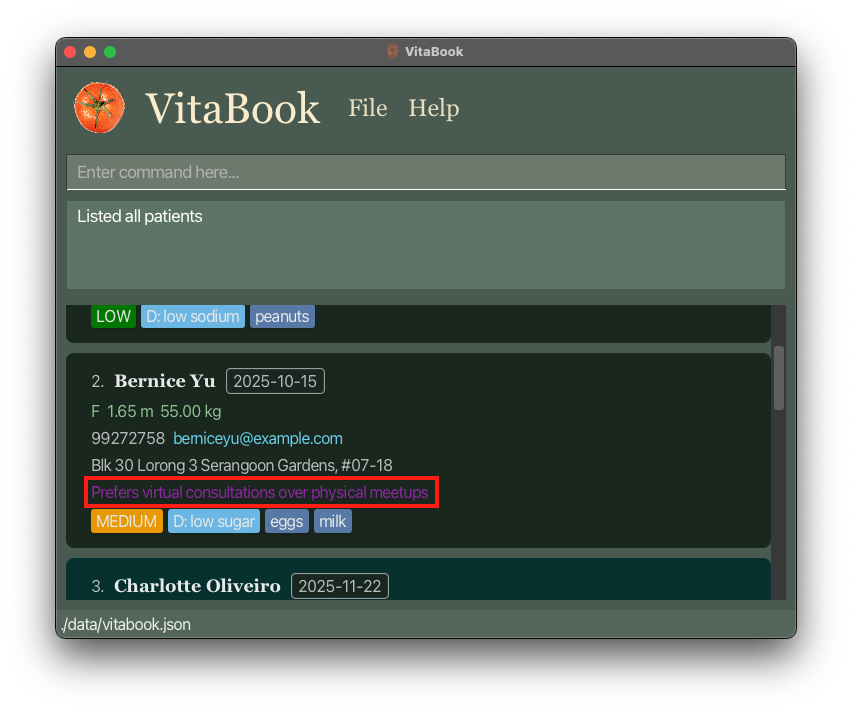 VitaBook
VitaBook File Help
Enter command here...
Listed all patients
LOW D: low sodium peanuts
2. Bernice Yu 2025-10-15
F 1.65 m 55.00 kg
99272758 berniceyu@example.com
Blk 30 Lorong 3 Serangoon Gardens, #07-18
Prefers virtual consultations over physical meetups
MEDIUM D: low sugar eggs milk
3. Charlotte Oliveiro 2025-11-22
./data/vitabook.json